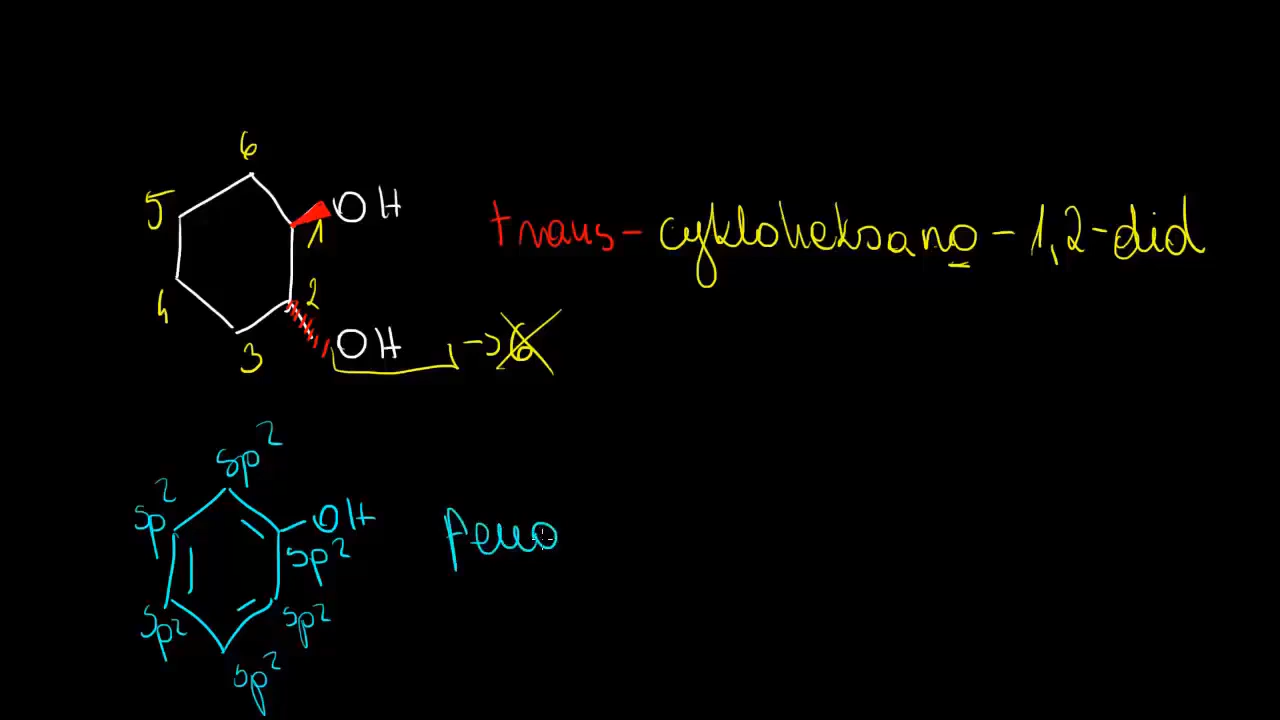 6
5 OH
1
trans-cykloheksano-1,2-diol
4 2
3 OH →6
sp²
sp² OH
sp² feno
sp² sp²
sp²